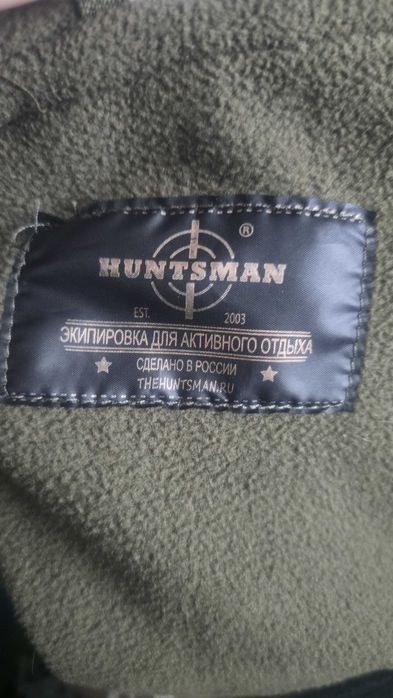 ®
HUNTSMAN
EST. 2003
ЭКИПИРОВКА ДЛЯ АКТИВНОГО ОТДЫХА
СДЕЛАНО В РОССИИ
THEHUNTSMAN.RU